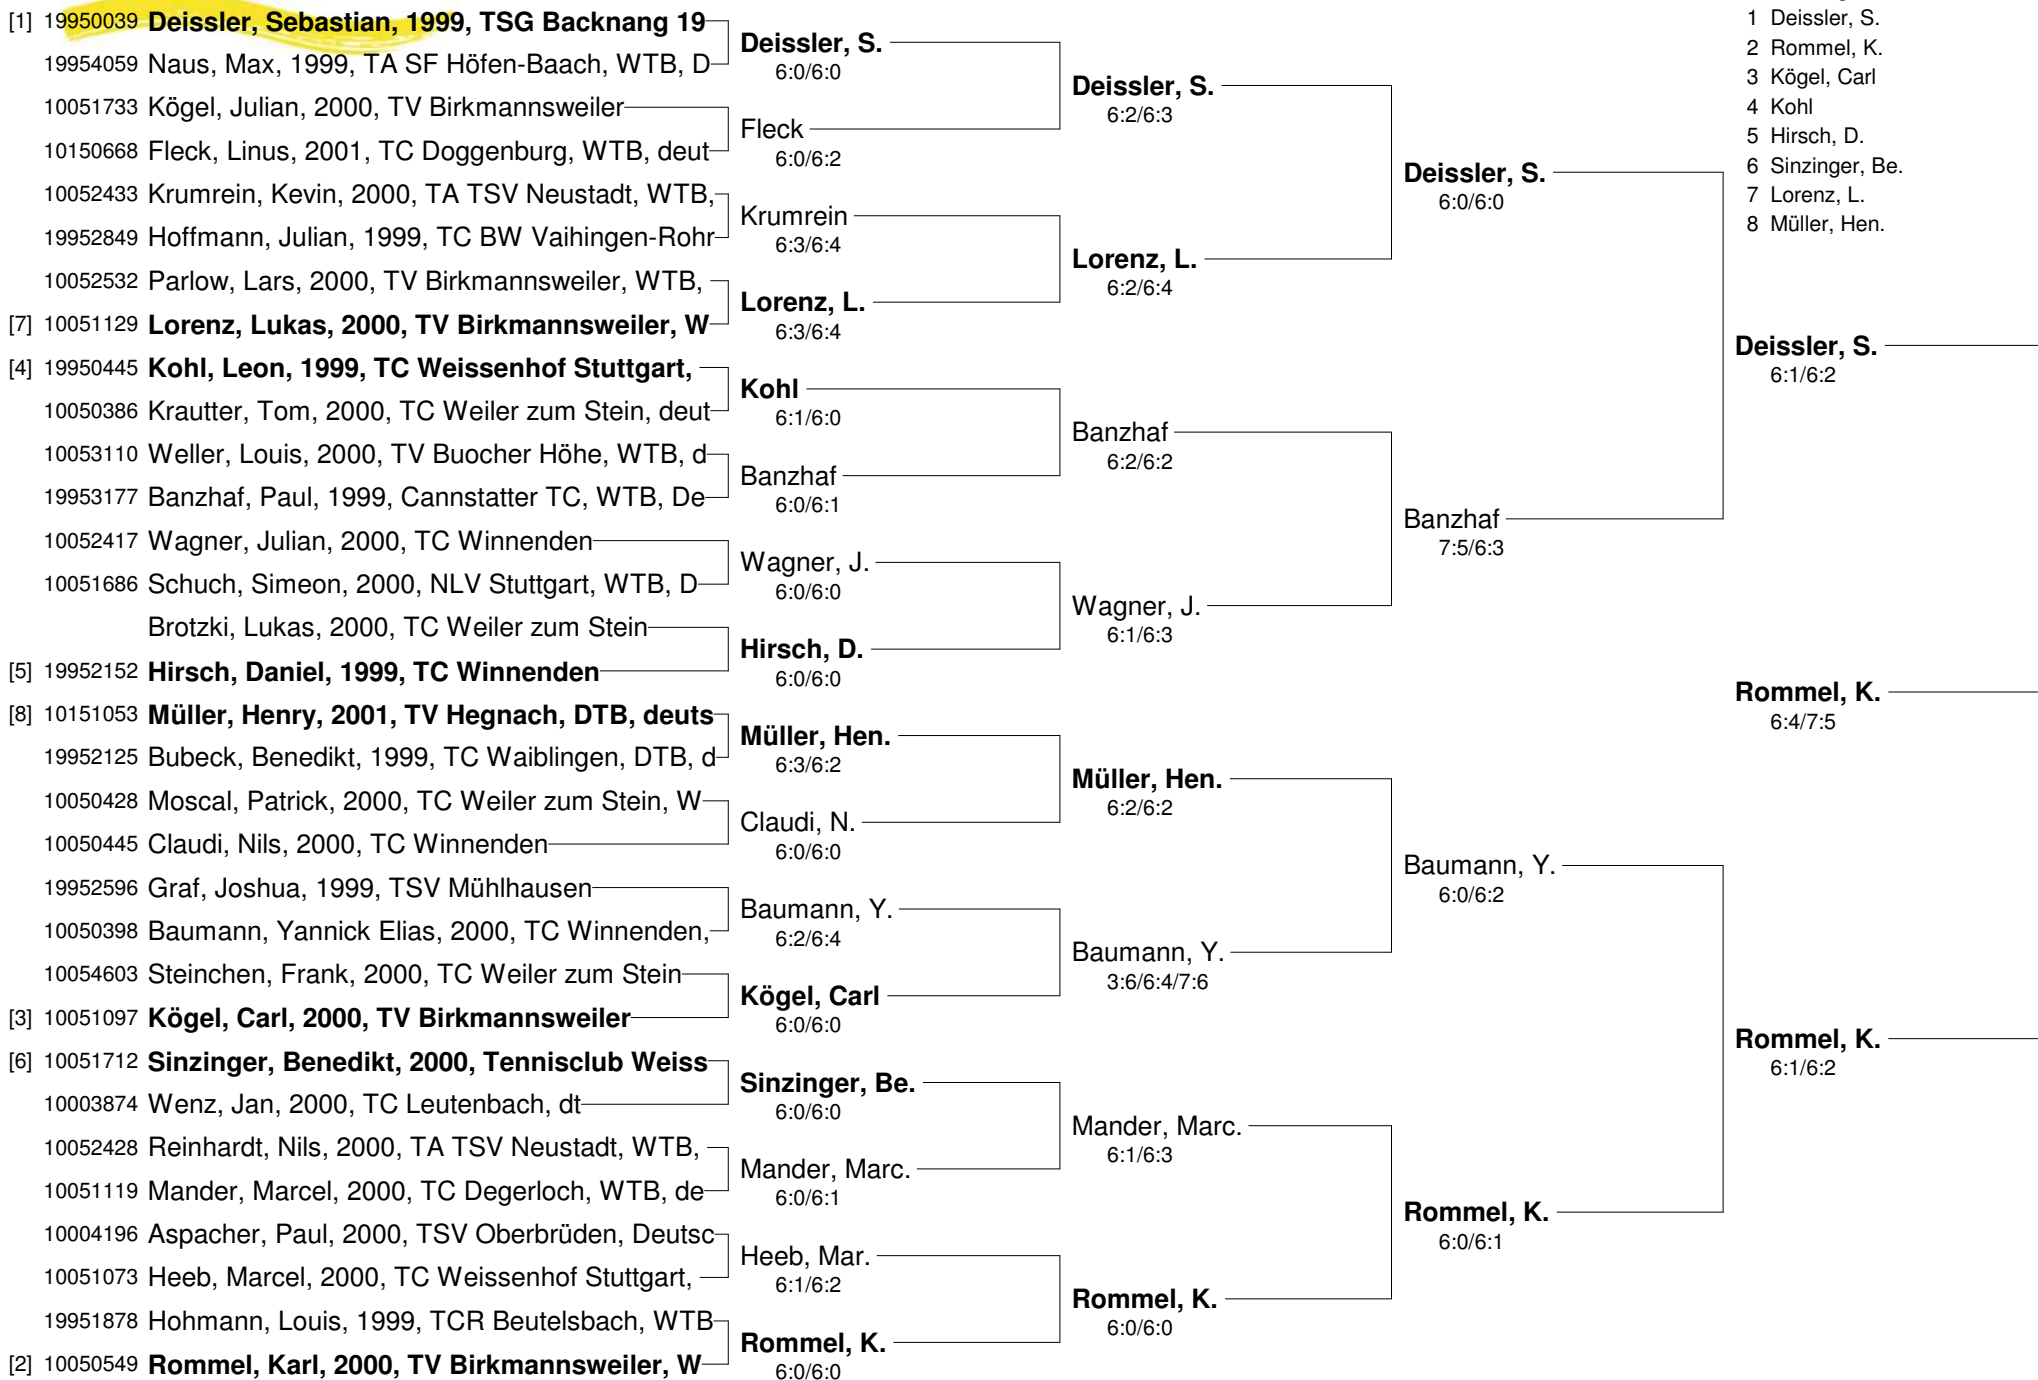 [1] 19950039 Deissler, Sebastian, 1999, TSG Backnang 19
19954059 Naus, Max, 1999, TA SF Höfen-Baach, WTB, D
10051733 Kögel, Julian, 2000, TV Birkmannsweiler
10150668 Fleck, Linus, 2001, TC Doggenburg, WTB, deut
10052433 Krumrein, Kevin, 2000, TA TSV Neustadt, WTB,
19952849 Hoffmann, Julian, 1999, TC BW Vaihingen-Rohr
10052532 Parlow, Lars, 2000, TV Birkmannsweiler, WTB,
[7] 10051129 Lorenz, Lukas, 2000, TV Birkmannsweiler, W
[4] 19950445 Kohl, Leon, 1999, TC Weissenhof Stuttgart,
10050386 Krautter, Tom, 2000, TC Weiler zum Stein, deut
10053110 Weller, Louis, 2000, TV Buocher Höhe, WTB, d
19953177 Banzhaf, Paul, 1999, Cannstatter TC, WTB, De
10052417 Wagner, Julian, 2000, TC Winnenden
10051686 Schuch, Simeon, 2000, NLV Stuttgart, WTB, D
Brotzki, Lukas, 2000, TC Weiler zum Stein
[5] 19952152 Hirsch, Daniel, 1999, TC Winnenden
[8] 10151053 Müller, Henry, 2001, TV Hegnach, DTB, deuts
19952125 Bubeck, Benedikt, 1999, TC Waiblingen, DTB, d
10050428 Moscal, Patrick, 2000, TC Weiler zum Stein, W
10050445 Claudi, Nils, 2000, TC Winnenden
19952596 Graf, Joshua, 1999, TSV Mühlhausen
10050398 Baumann, Yannick Elias, 2000, TC Winnenden,
10054603 Steinchen, Frank, 2000, TC Weiler zum Stein
[3] 10051097 Kögel, Carl, 2000, TV Birkmannsweiler
[6] 10051712 Sinzinger, Benedikt, 2000, Tennisclub Weiss
10003874 Wenz, Jan, 2000, TC Leutenbach, dt
10052428 Reinhardt, Nils, 2000, TA TSV Neustadt, WTB,
10051119 Mander, Marcel, 2000, TC Degerloch, WTB, de
10004196 Aspacher, Paul, 2000, TSV Oberbrüden, Deutsc
10051073 Heeb, Marcel, 2000, TC Weissenhof Stuttgart,
19951878 Hohmann, Louis, 1999, TCR Beutelsbach, WTB
[2] 10050549 Rommel, Karl, 2000, TV Birkmannsweiler, W
Deissler, S.
6:0/6:0
Fleck
6:0/6:2
Krumrein
6:3/6:4
Lorenz, L.
6:3/6:4
Kohl
6:1/6:0
Banzhaf
6:0/6:1
Wagner, J.
6:0/6:0
Hirsch, D.
6:0/6:0
Müller, Hen.
6:3/6:2
Claudi, N.
6:0/6:0
Baumann, Y.
6:2/6:4
Kögel, Carl
6:0/6:0
Sinzinger, Be.
6:0/6:0
Mander, Marc.
6:0/6:1
Heeb, Mar.
6:1/6:2
Rommel, K.
6:0/6:0
Deissler, S.
6:2/6:3
Lorenz, L.
6:2/6:4
Banzhaf
6:2/6:2
Wagner, J.
6:1/6:3
Müller, Hen.
6:2/6:2
Baumann, Y.
3:6/6:4/7:6
Mander, Marc.
6:1/6:3
Rommel, K.
6:0/6:0
Deissler, S.
6:0/6:0
Banzhaf
7:5/6:3
Baumann, Y.
6:0/6:2
Rommel, K.
6:0/6:1
1 Deissler, S.
2 Rommel, K.
3 Kögel, Carl
4 Kohl
5 Hirsch, D.
6 Sinzinger, Be.
7 Lorenz, L.
8 Müller, Hen.
Deissler, S.
6:1/6:2
Rommel, K.
6:4/7:5
Rommel, K.
6:1/6:2